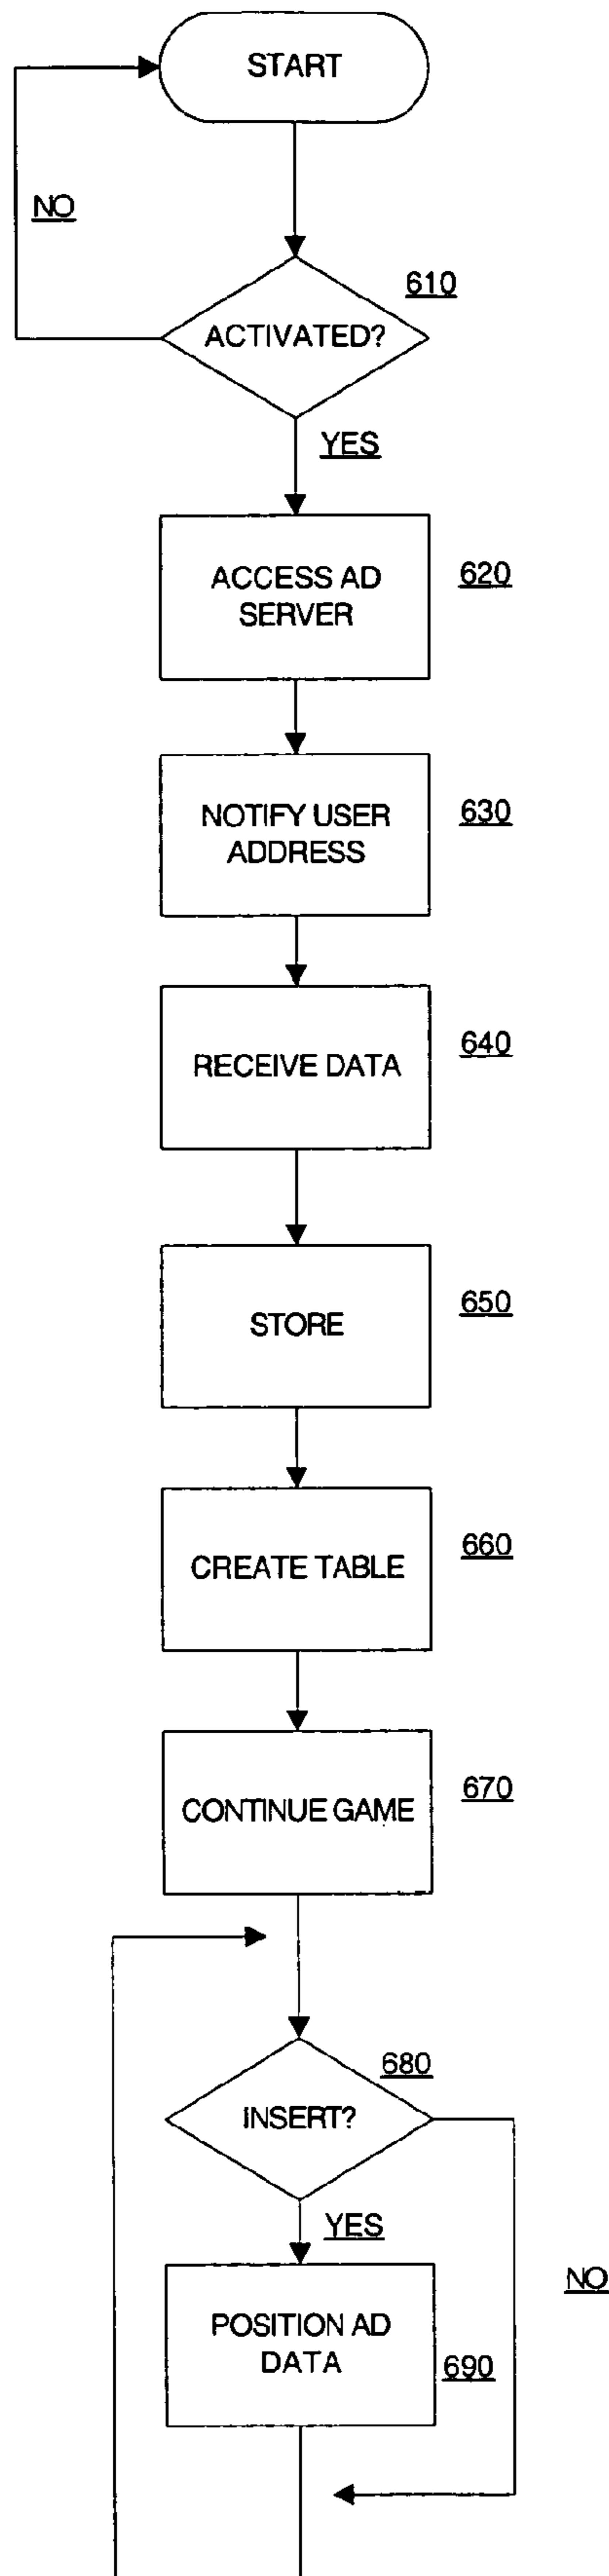 START
NO
610
ACTIVATED?
YES
ACCESS AD
SERVER
620
NOTIFY USER
ADDRESS
630
RECEIVE DATA
640
STORE
650
CREATE TABLE
660
CONTINUE GAME
670
680
INSERT?
YES
NO
POSITION AD
DATA
690